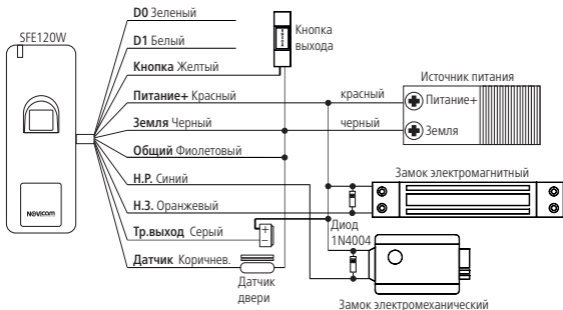 SFE120W
D0 Зеленый
D1 Белый
Кнопка Желтый
Питание+ Красный
Земля Черный
Общий Фиолетовый
Н.Р. Синий
Н.З. Оранжевый
Тр.выход Серый
Датчик Коричнев.
NOVIcom
Кнопка
выхода
красный
черный
Источник питания
Питание+
Земля
Замок электромагнитный
Диод
1N4004
+
−
Датчик
двери
Замок электромеханический